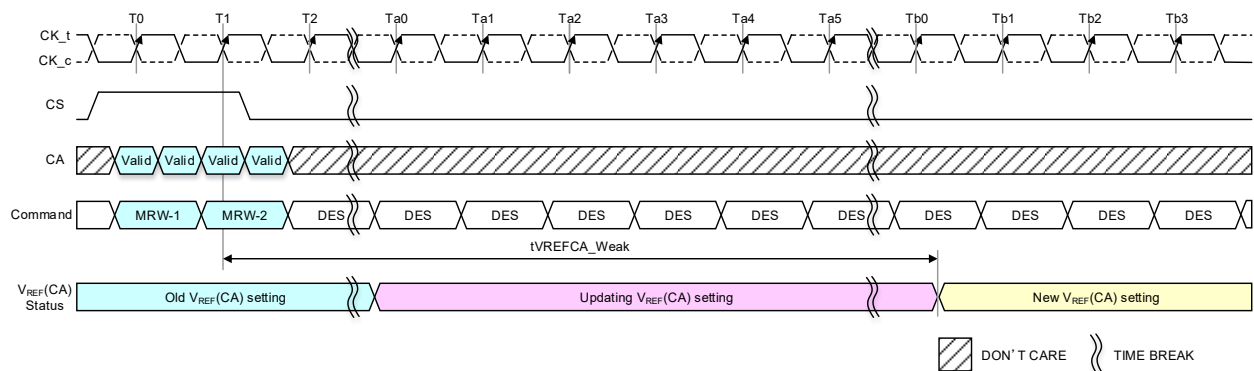 T0 T1 T2 Ta0 Ta1 Ta2 Ta3 Ta4 Ta5 Tb0 Tb1 Tb2 Tb3
CK_t
CK_c
CS
CA Valid Valid Valid Valid
Command MRW-1 MRW-2 DES DES DES DES DES DES DES DES DES DES DES
tVREFCA_Weak
VREF(CA) Status Old VREF(CA) setting Updating VREF(CA) setting New VREF(CA) setting
DON'T CARE TIME BREAK